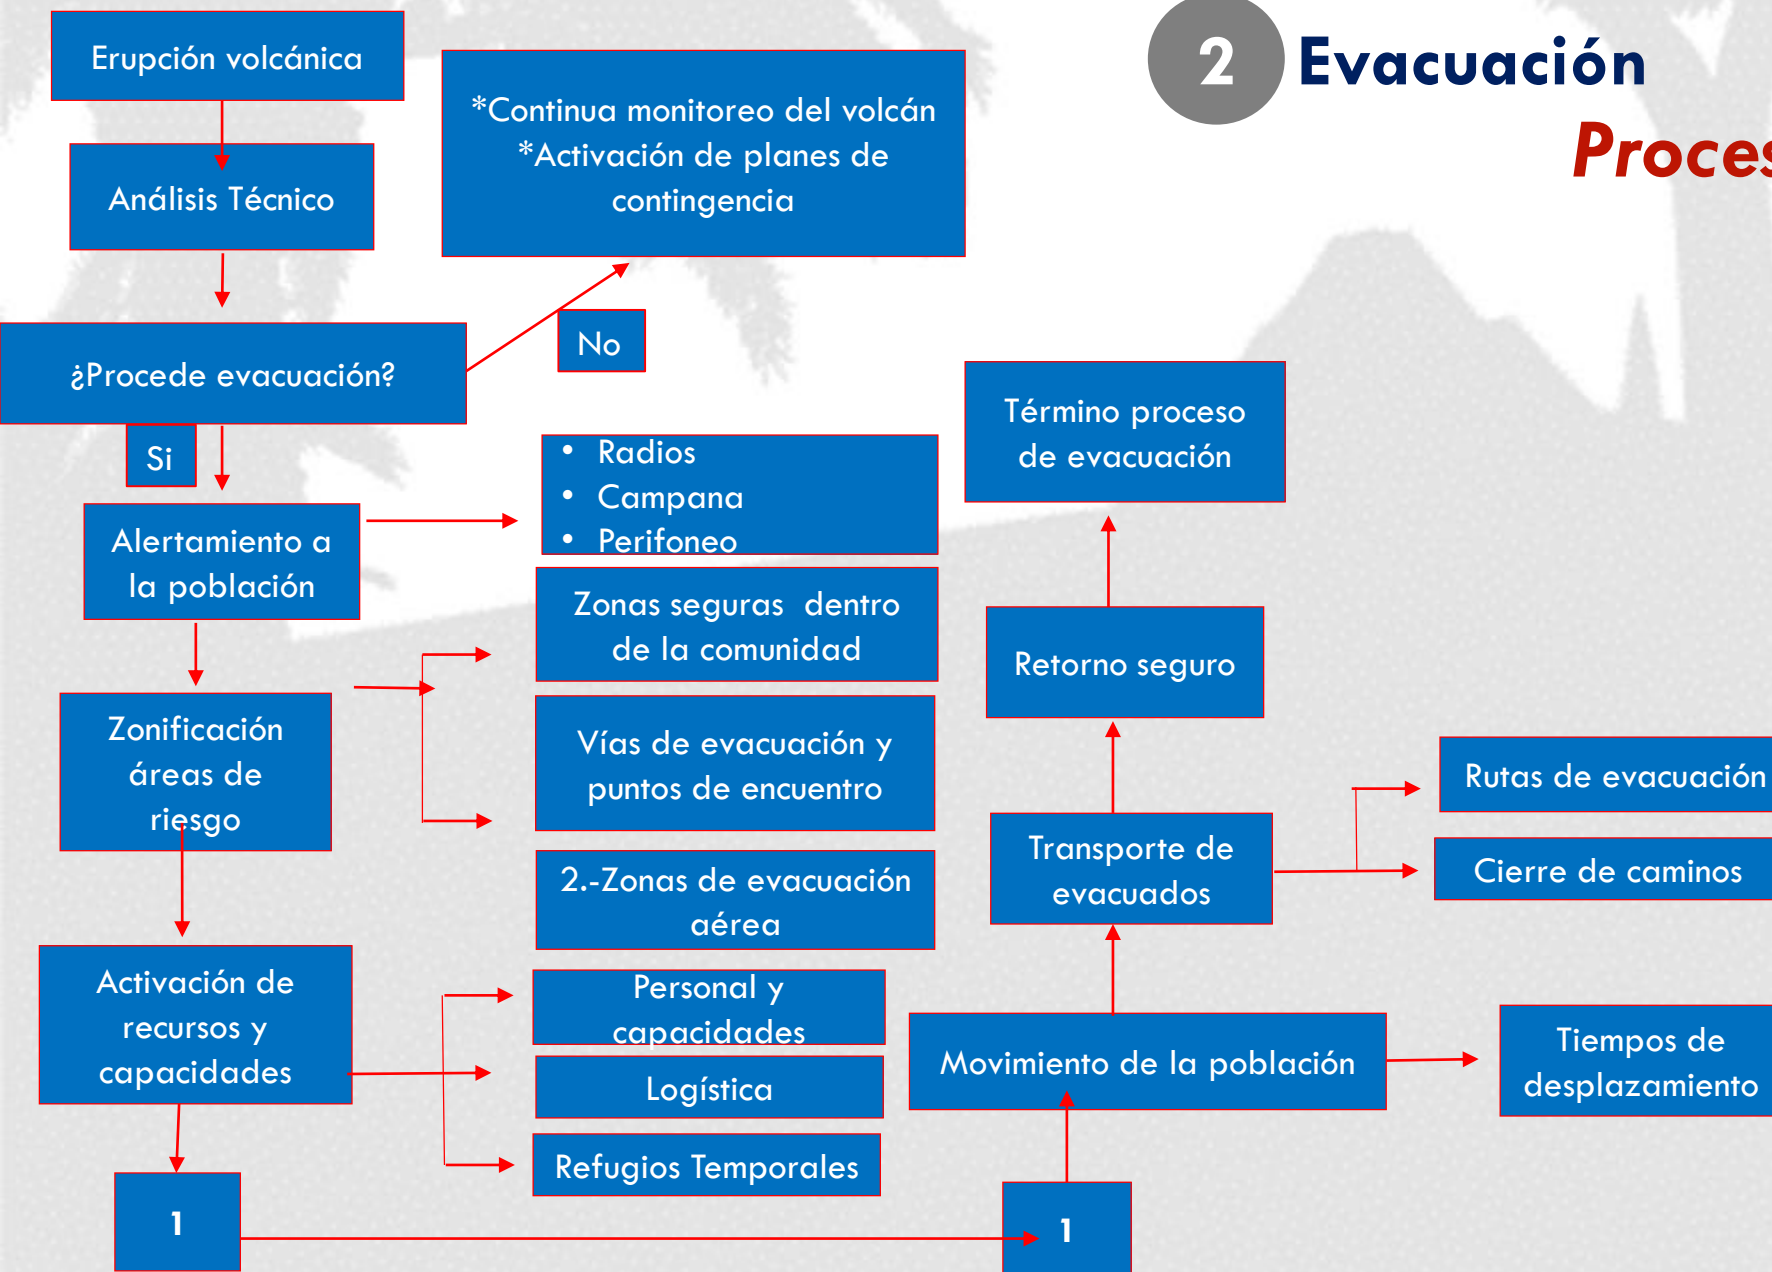 2
Evacuación
Proces
Erupción volcánica
Análisis Técnico
*Continua monitoreo del volcán
*Activación de planes de
contingencia
¿Procede evacuación?
No
Si
Alertamiento a
la población
• Radios
• Campana
• Perifoneo
Zonificación
áreas de
riesgo
Zonas seguras dentro
de la comunidad
Vías de evacuación y
puntos de encuentro
2.-Zonas de evacuación
aérea
Activación de
recursos y
capacidades
Personal y
capacidades
Logística
Refugios Temporales
1
1
Movimiento de la población
Tiempos de
desplazamiento
Transporte de
evacuados
Rutas de evacuación
Cierre de caminos
Retorno seguro
Término proceso
de evacuación